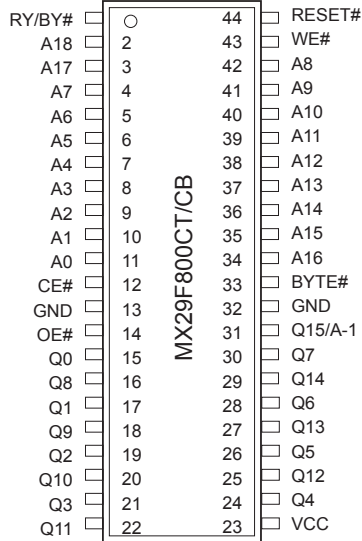 RY/BY# 44 RESET#
A18 2 43 WE#
A17 3 42 A8
A7 4 41 A9
A6 5 40 A10
A5 6 39 A11
A4 7 38 A12
A3 8 37 A13
A2 9 36 A14
A1 10 35 A15
A0 11 34 A16
CE# 12 33 BYTE#
GND 13 32 GND
OE# 14 31 Q15/A-1
Q0 15 30 Q7
Q8 16 29 Q14
Q1 17 28 Q6
Q9 18 27 Q13
Q2 19 26 Q5
Q10 20 25 Q12
Q3 21 24 Q4
Q11 22 23 VCC
MX29F800CT/CB